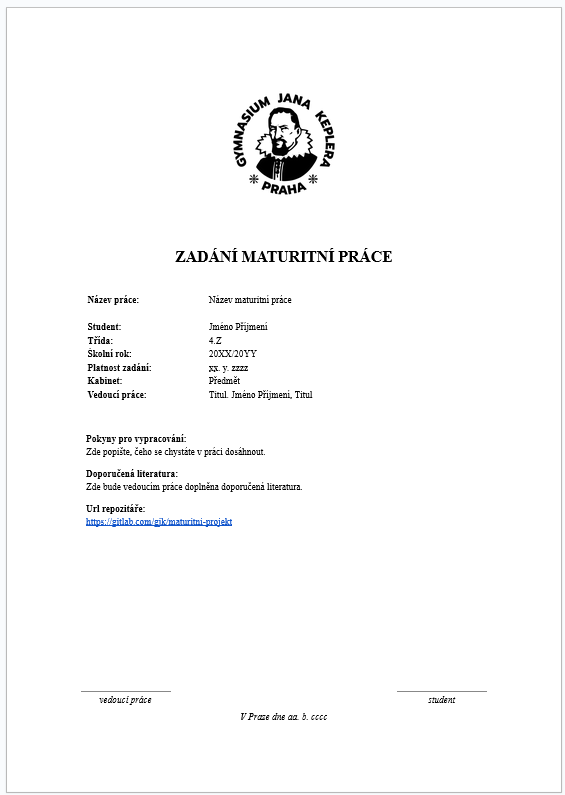 GYMNASIUM JANA KEPLERA
PRAHA
ZADÁNÍ MATURITNÍ PRÁCE
Název práce: Název maturitní práce
Student: Jméno Příjmení
Třída: 4.Z
Školní rok: 20XX/20YY
Platnost zadání: xx. y. zzzz
Kabinet: Předmět
Vedoucí práce: Titul. Jméno Příjmení, Titul
Pokyny pro vypracování:
Zde popište, čeho se chystáte v práci dosáhnout.
Doporučená literatura:
Zde bude vedoucím práce doplněna doporučená literatura.
Url repozitáře:
https://gitlab.com/gjk/maturitni-projekt
vedoucí práce student
V Praze dne aa. b. cccc